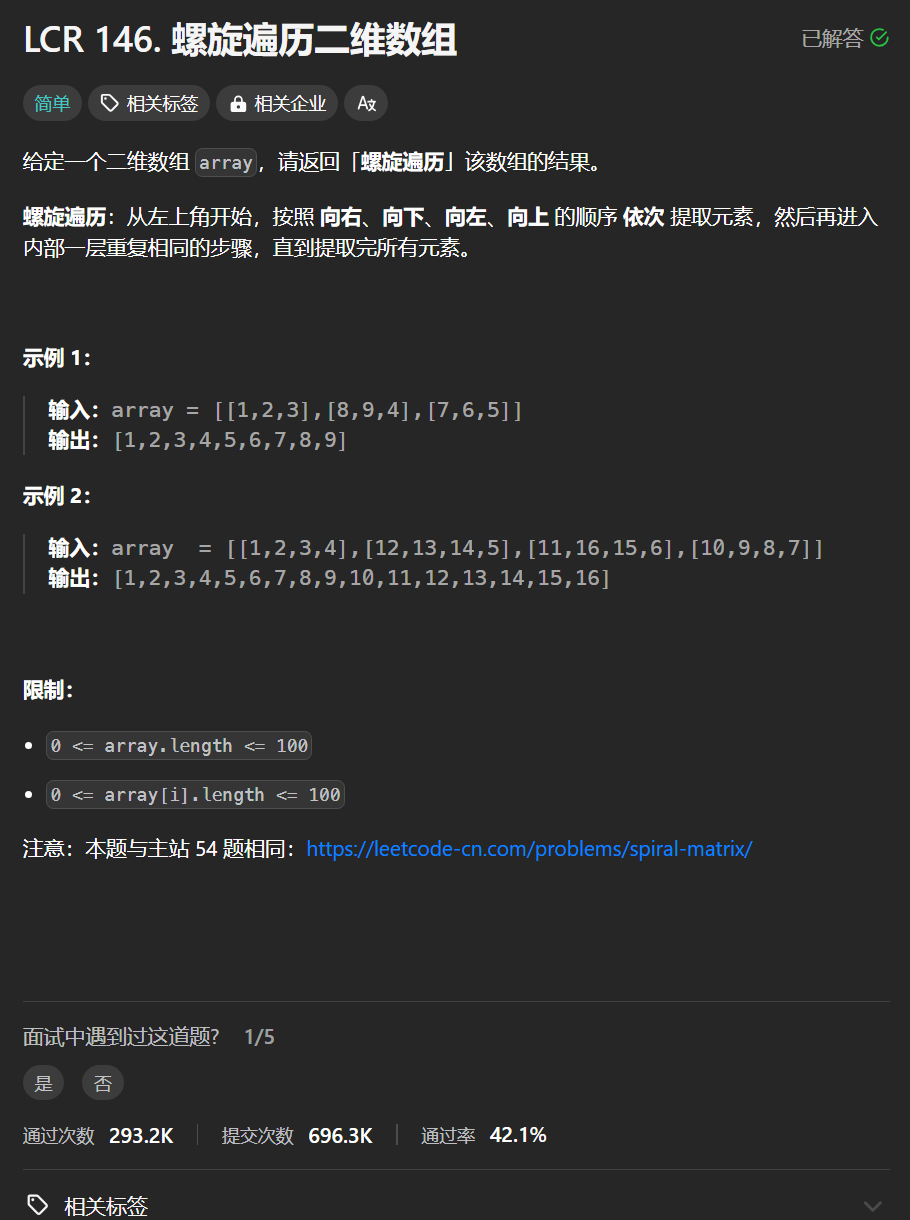 LCR 146. 螺旋遍历二维数组
已解答
简单 相关标签 相关企业
给定一个二维数组 array，请返回「螺旋遍历」该数组的结果。
螺旋遍历：从左上角开始，按照 向右、向下、向左、向上 的顺序 依次 提取元素，然后再进入
内部一层重复相同的步骤，直到提取完所有元素。
示例 1：
输入：array = [[1,2,3],[8,9,4],[7,6,5]]
输出：[1,2,3,4,5,6,7,8,9]
示例 2：
输入：array  = [[1,2,3,4],[12,13,14,5],[11,16,15,6],[10,9,8,7]]
输出：[1,2,3,4,5,6,7,8,9,10,11,12,13,14,15,16]
限制：
0 <= array.length <= 100
0 <= array[i].length <= 100
注意：本题与主站 54 题相同：https://leetcode-cn.com/problems/spiral-matrix/
面试中遇到过这道题? 1/5
是 否
通过次数 293.2K 提交次数 696.3K 通过率 42.1%
相关标签